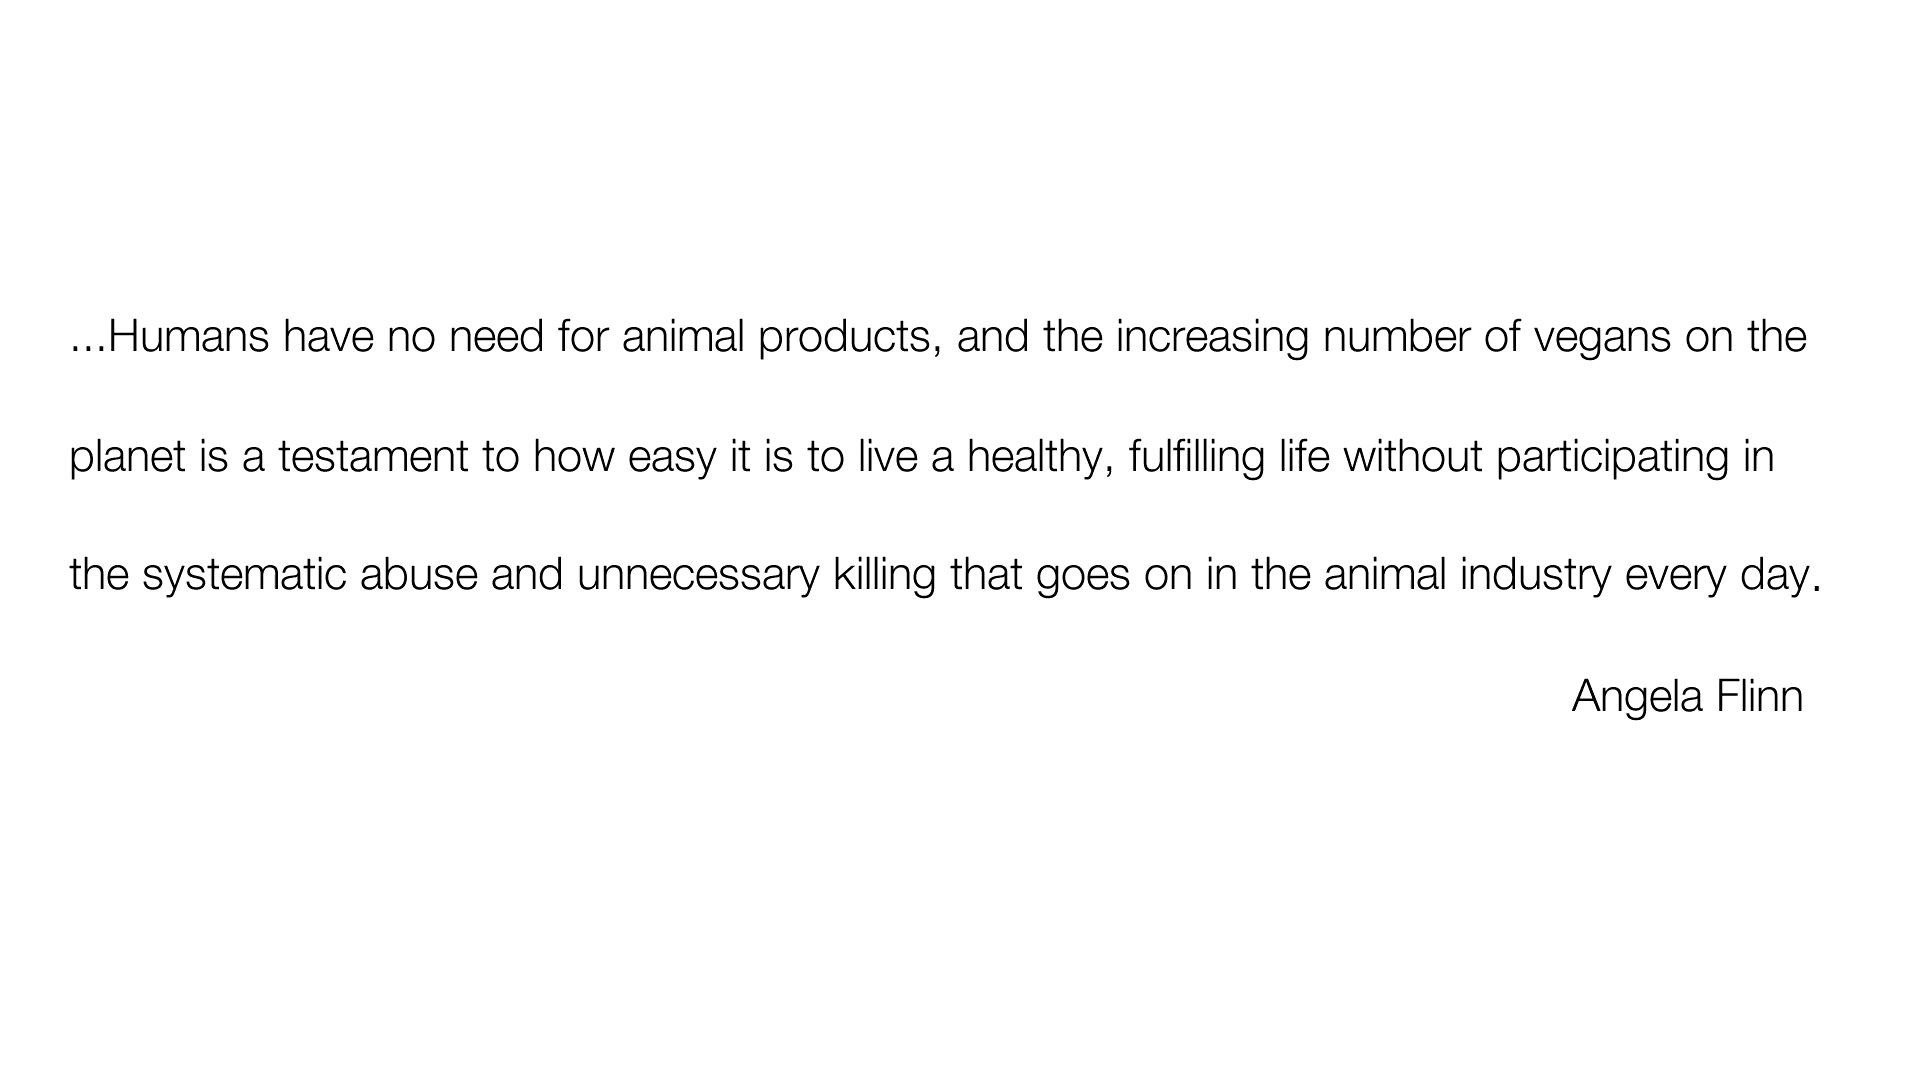 ...Humans have no need for animal products, and the increasing number of vegans on the
planet is a testament to how easy it is to live a healthy, fulfilling life without participating in
the systematic abuse and unnecessary killing that goes on in the animal industry every day.
Angela Flinn